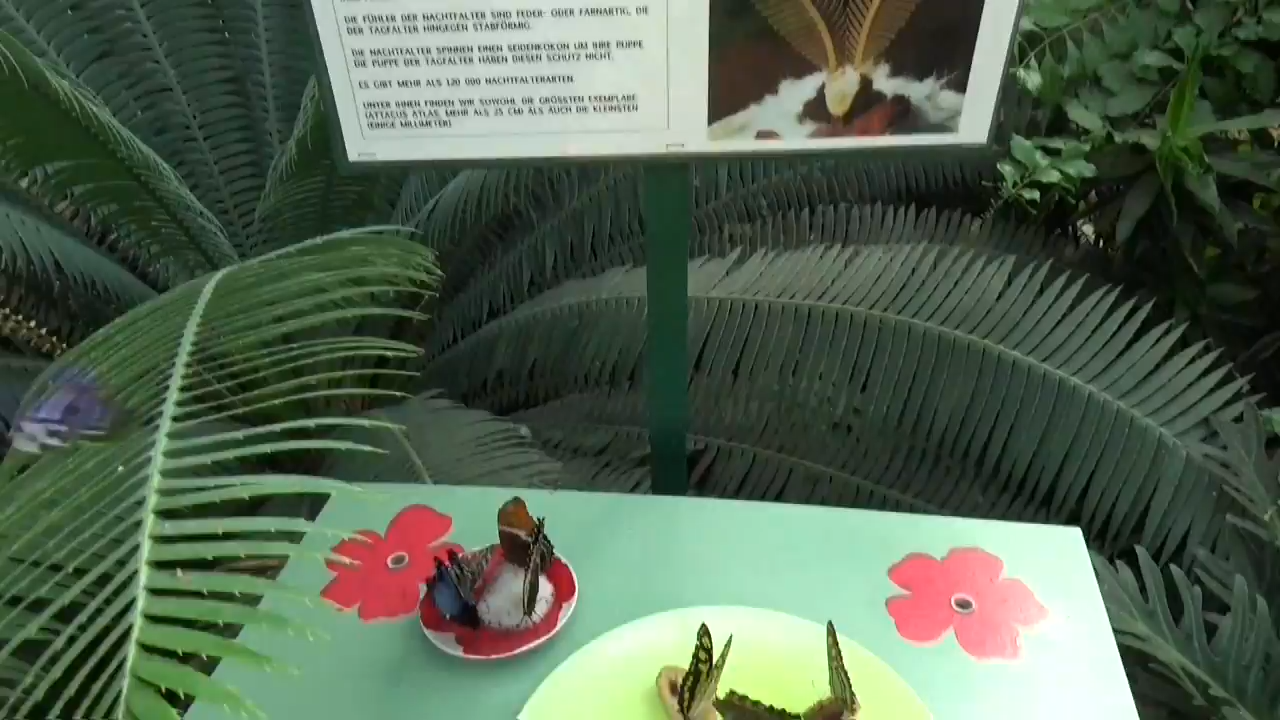 DIE FÜHLER DER NACHTFALTER SIND FEDER- ODER FARNARTIG, DIE
DER TAGFALTER HINGEGEN STABFÖRMIG.
DIE NACHTFALTER SPINNEN EINEN SEIDENKOKON UM IHRE PUPPE
DIE PUPPE DER TAGFALTER HABEN DIESEN SCHUTZ NICHT.
ES GIBT MEHR ALS 120 000 NACHTFALTERARTEN.
UNTER IHNEN FINDEN WIR SOWOHL DIE GRÖSSTEN EXEMPLARE
(ATTACUS ATLAS, MEHR ALS 25 CM) ALS AUCH DIE KLEINSTEN
(EINIGE MILLIMETER)